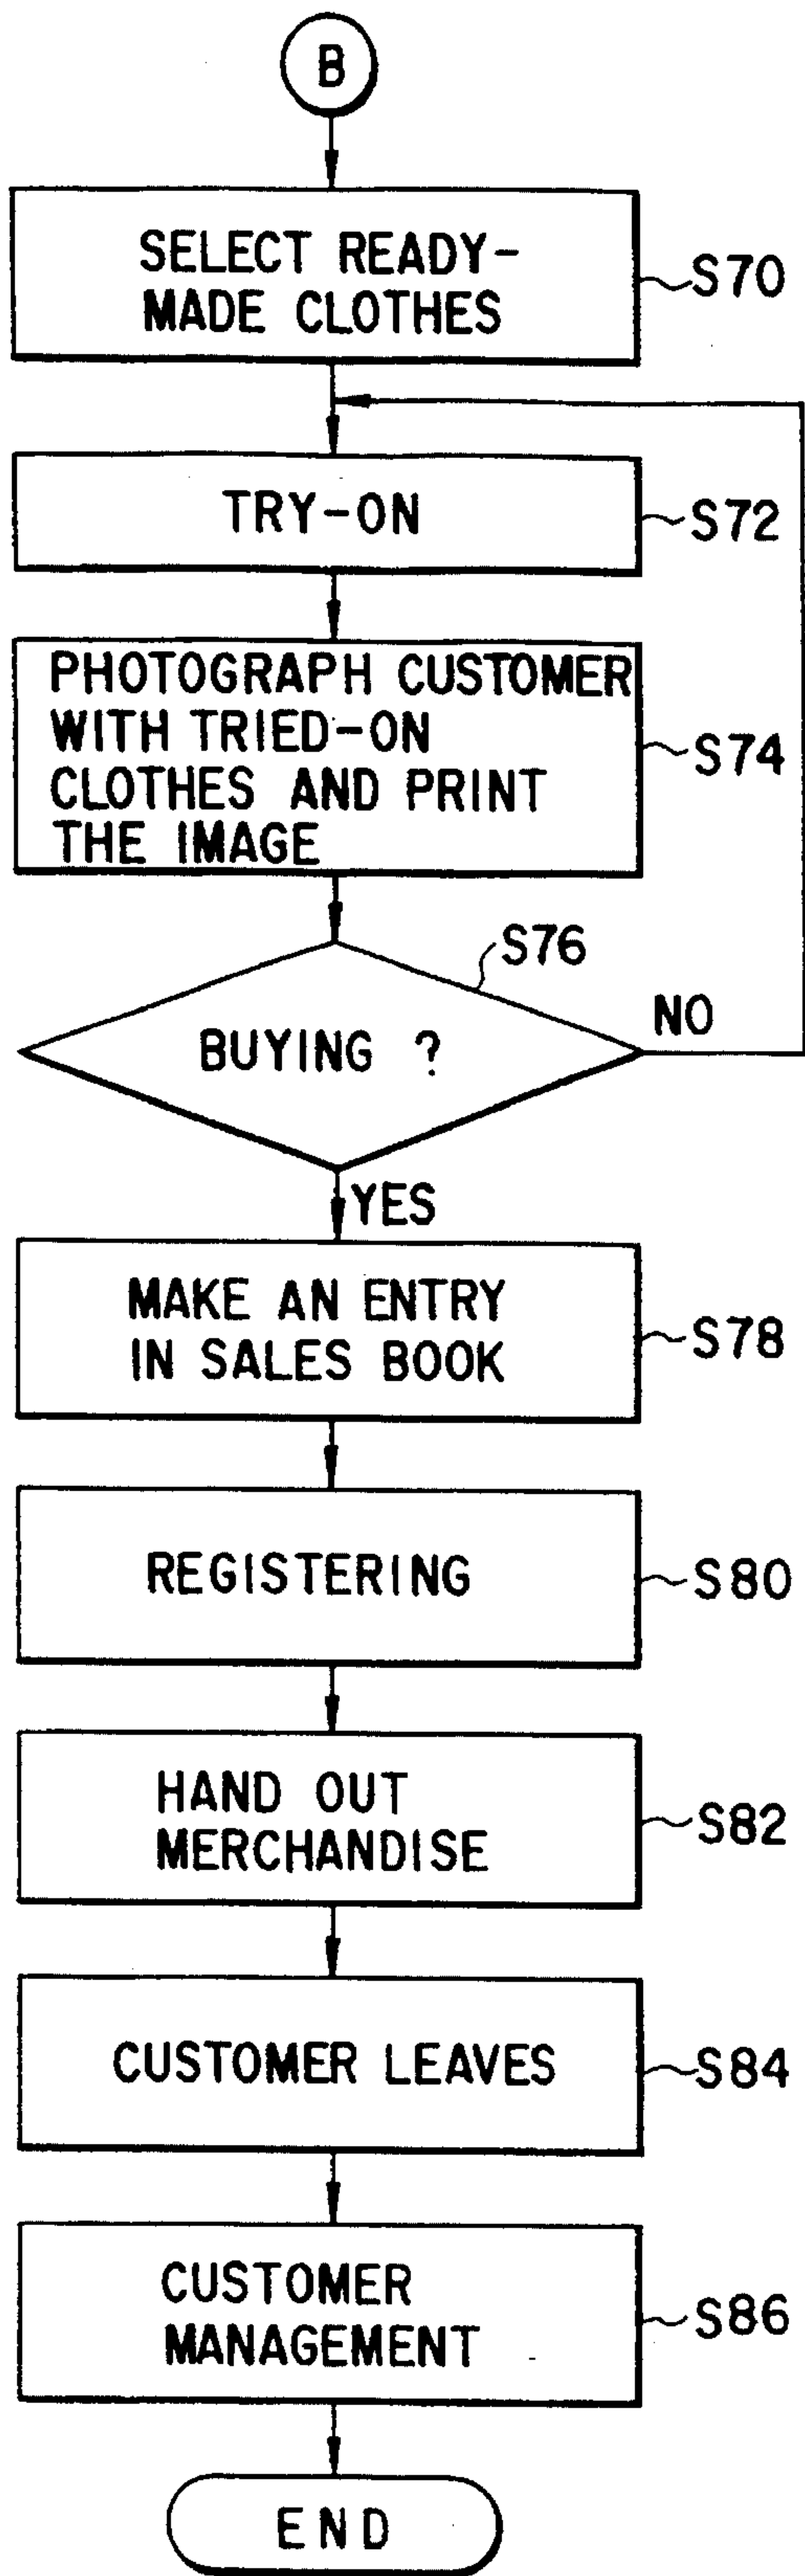 B
SELECT READY-
MADE CLOTHES
S70
TRY-ON
S72
PHOTOGRAPH CUSTOMER
WITH TRIED-ON
CLOTHES AND PRINT
THE IMAGE
S74
S76
BUYING ?
NO
YES
MAKE AN ENTRY
IN SALES BOOK
S78
REGISTERING
S80
HAND OUT
MERCHANDISE
S82
CUSTOMER LEAVES
S84
CUSTOMER
MANAGEMENT
S86
END